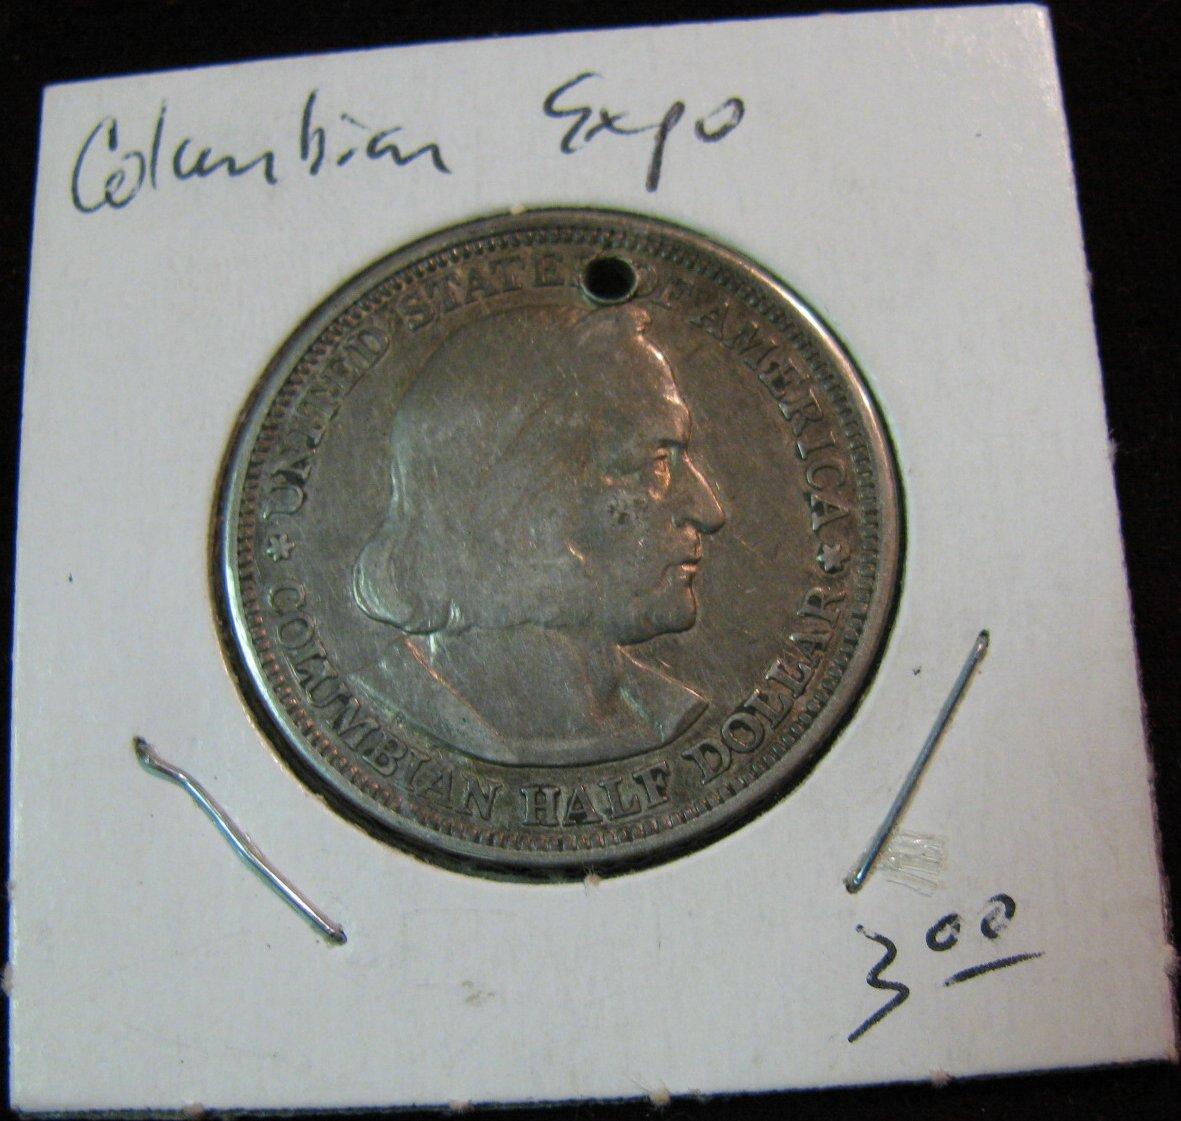 Columbian Expo
UNITED STATES OF AMERICA
COLUMBIAN HALF DOLLAR
3.00